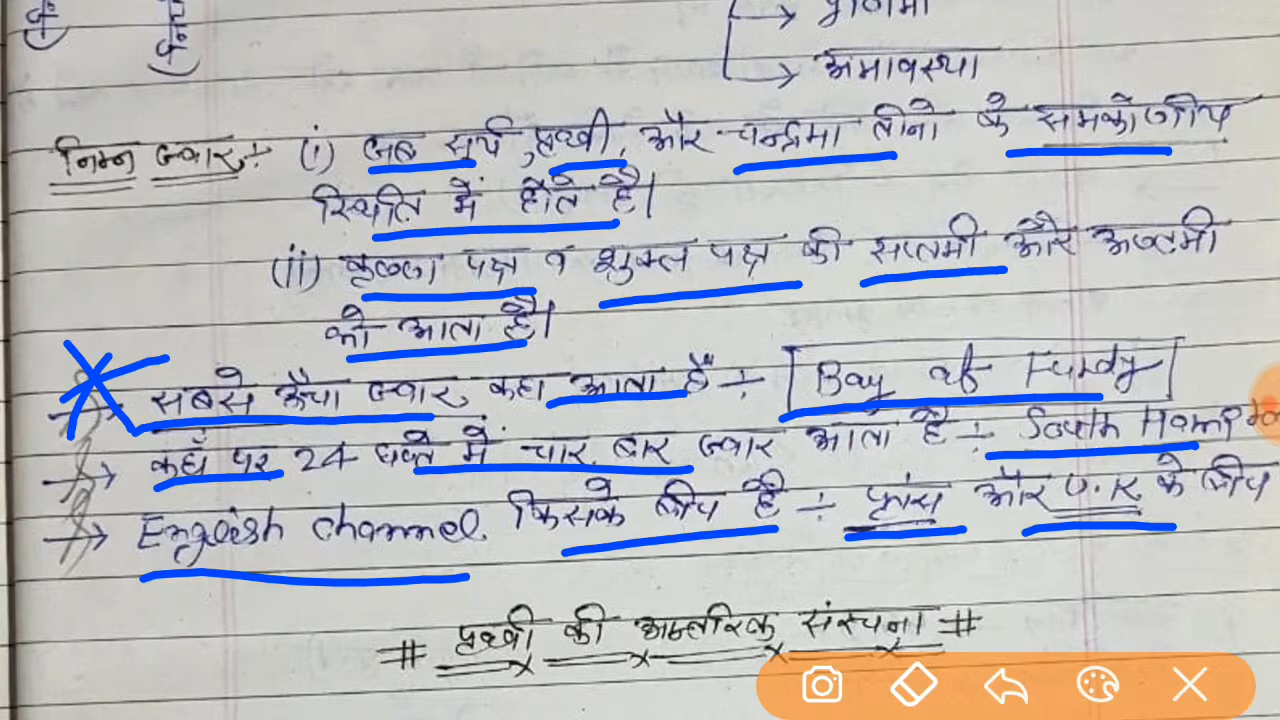 → पूर्णिमा
→ अमावस्था
निम्न ज्वार ÷ (i) जब सूर्य, पृथ्वी, और चन्द्रमा तीनो के समकोणीय
स्थिति में होते है।
(ii) कृष्ण पक्ष व शुक्ल पक्ष की सप्तमी और अष्टमी
को आता है।
→ सबसे ऊँचा ज्वार, कहा आता है ÷ [Bay of Fundy]
→ कहाँ पर 24 घण्टे में चार बार ज्वार आता है ÷ South Hamp
→ English channel. किसके बीच है ÷ फ्रांस और U.K के बीच
# पृथ्वी की आन्तरिक संरचना #